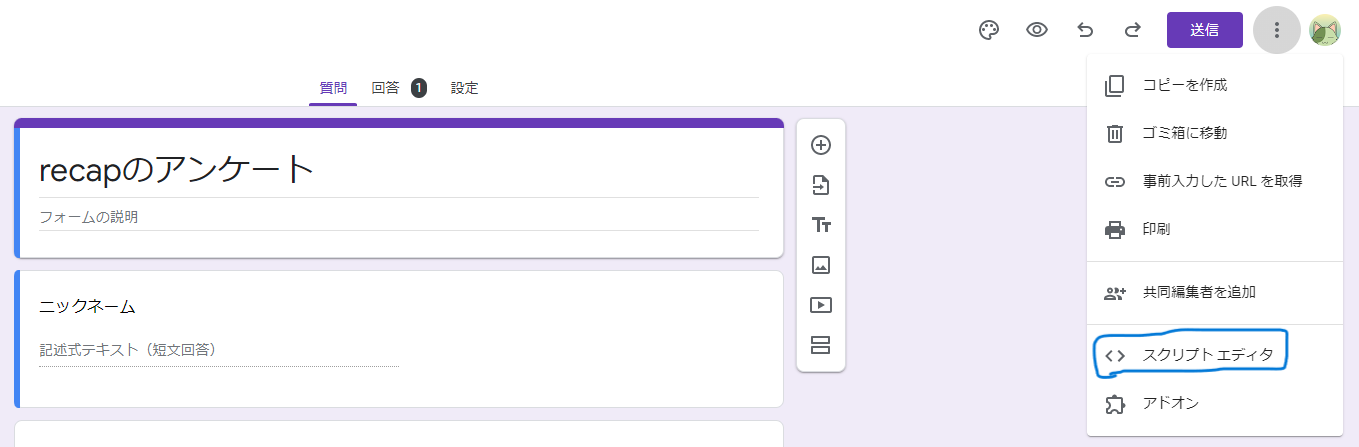 送信
質問
回答 1
設定
recapのアンケート
フォームの説明
ニックネーム
記述式テキスト（短文回答）
Tт
コピーを作成
ゴミ箱に移動
事前入力した URL を取得
印刷
共同編集者を追加
スクリプト エディタ
アドオン